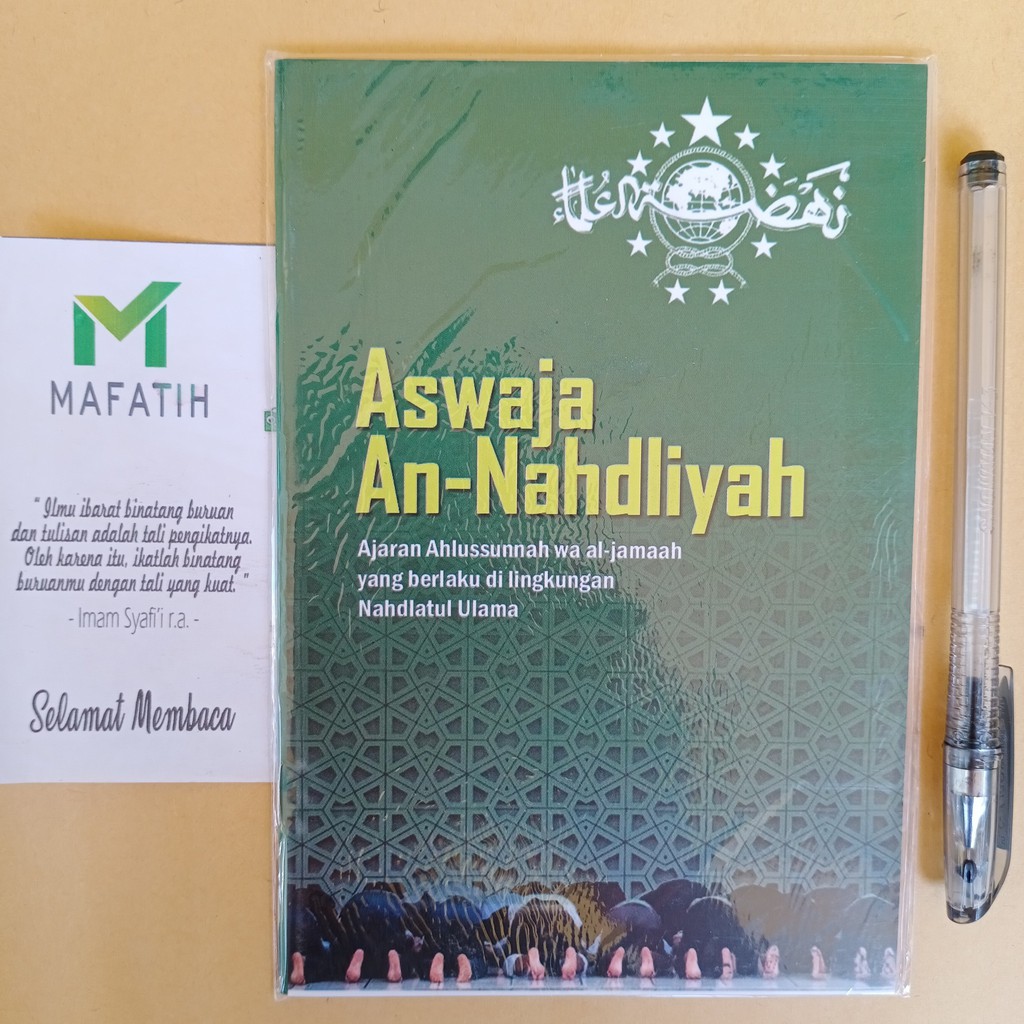 MAFATIH
“ Ilmu ibarat binatang buruan
dan tulisan adalah tali pengikatnya.
Oleh karena itu, ikatlah binatang
buruanmu dengan tali yang kuat. ”
- Imam Syafi'i r.a. -
Selamat Membaca
نهضة العلماء
Aswaja
An-Nahdliyah
Ajaran Ahlussunnah wa al-jamaah
yang berlaku di lingkungan
Nahdlatul Ulama